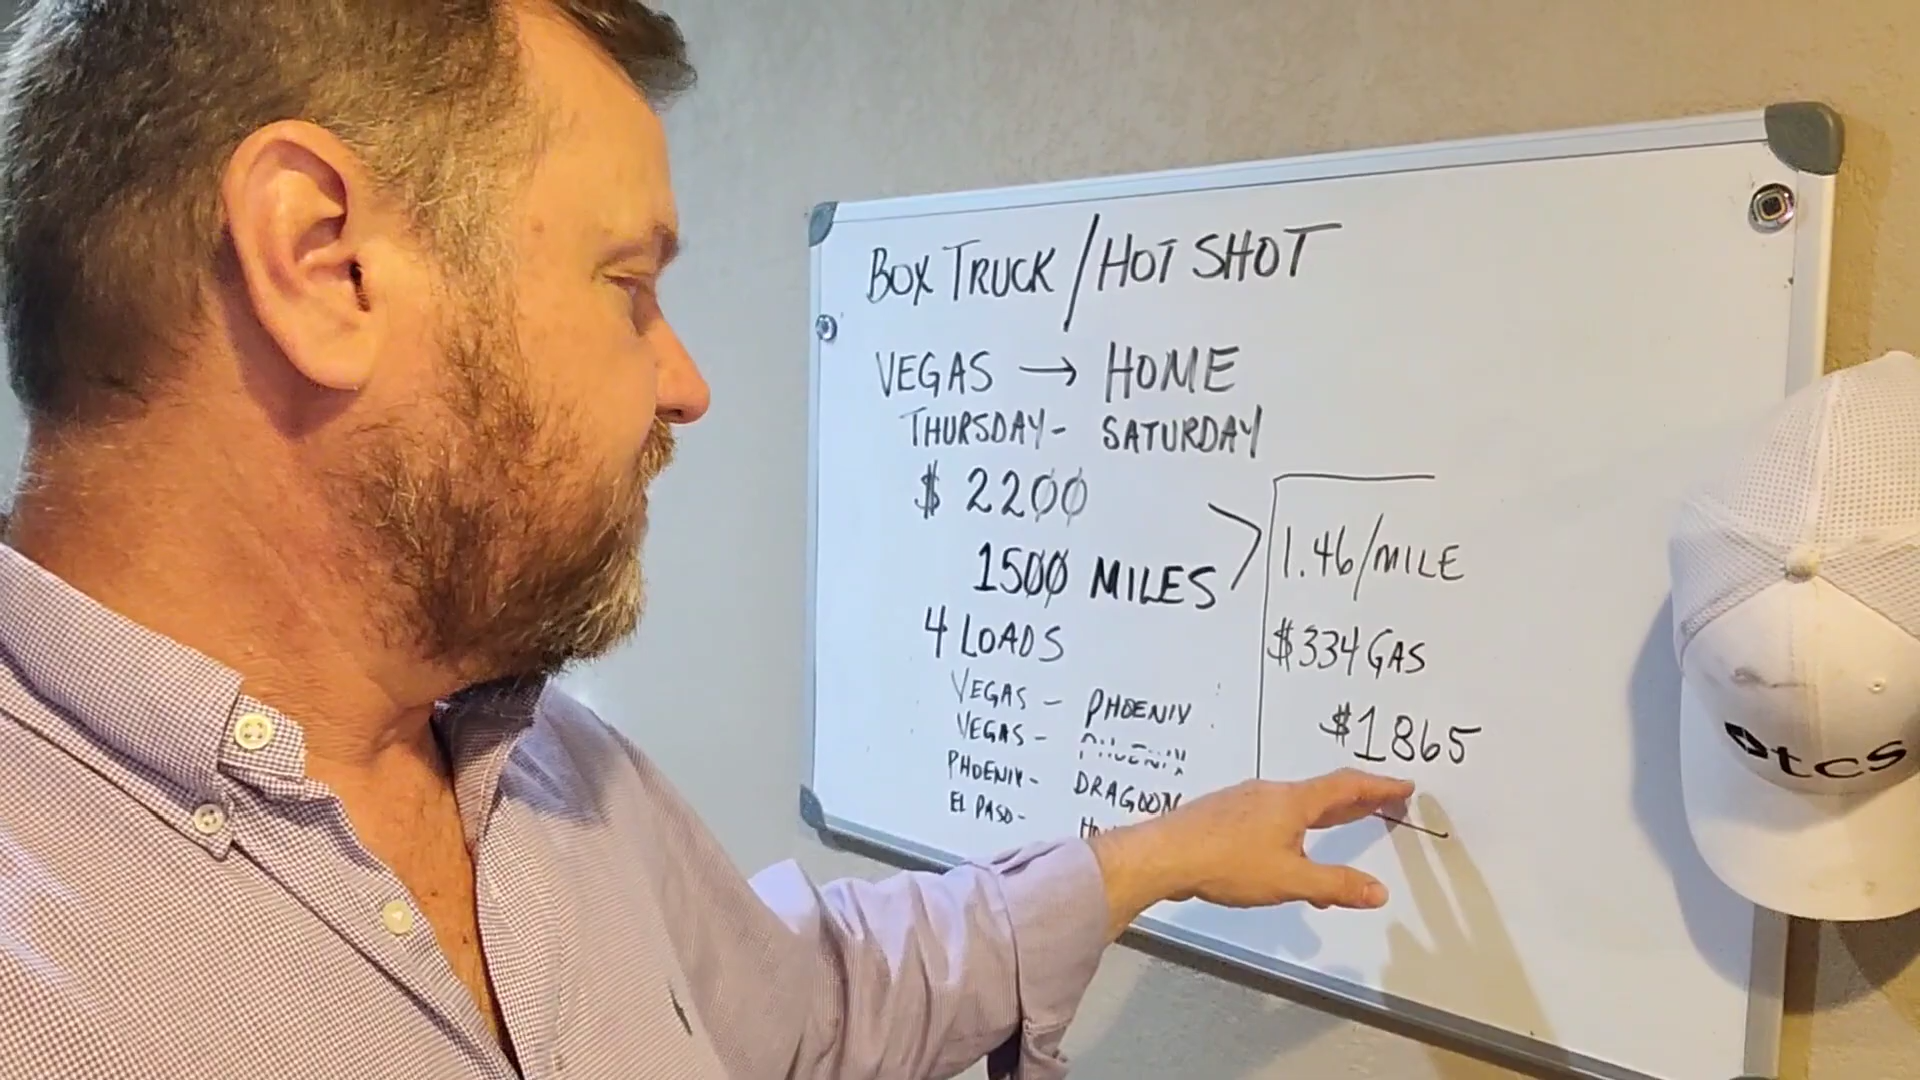 BOX TRUCK / HOT SHOT
VEGAS → HOME
THURSDAY - SATURDAY
$ 2200
1500 MILES
4 LOADS
VEGAS - PHOENIX
VEGAS -
PHOENIX - DRAGOON
EL PASO -
1.46/MILE
$334 GAS
$1865
tcs